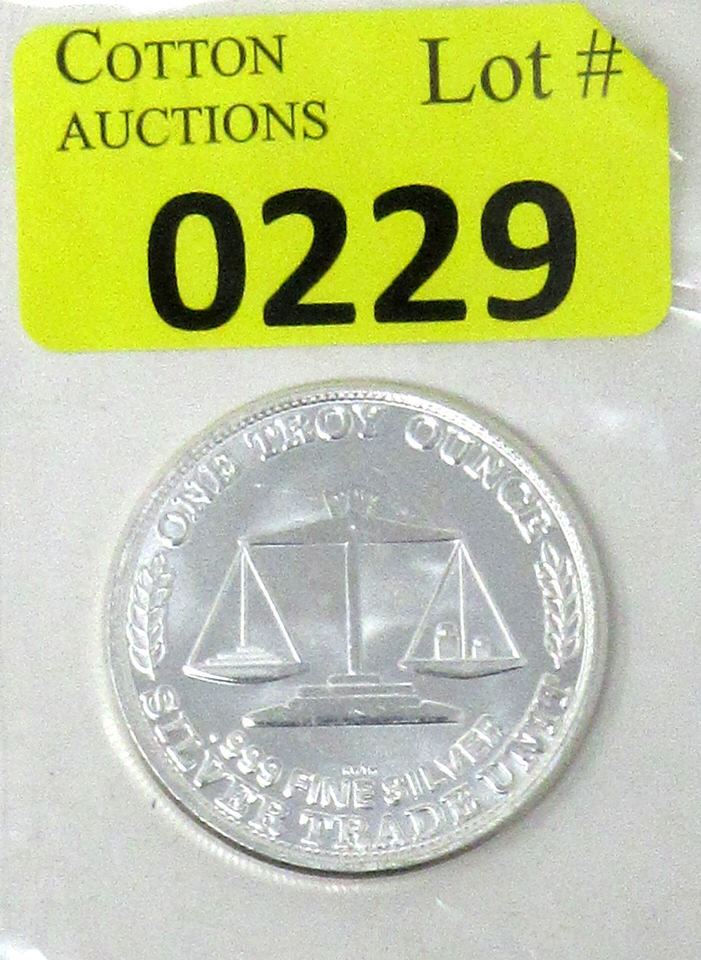 COTTON
AUCTIONS
Lot #
0229
ONE TROY OUNCE
.999 FINE SILVER
SILVER TRADE UNIT